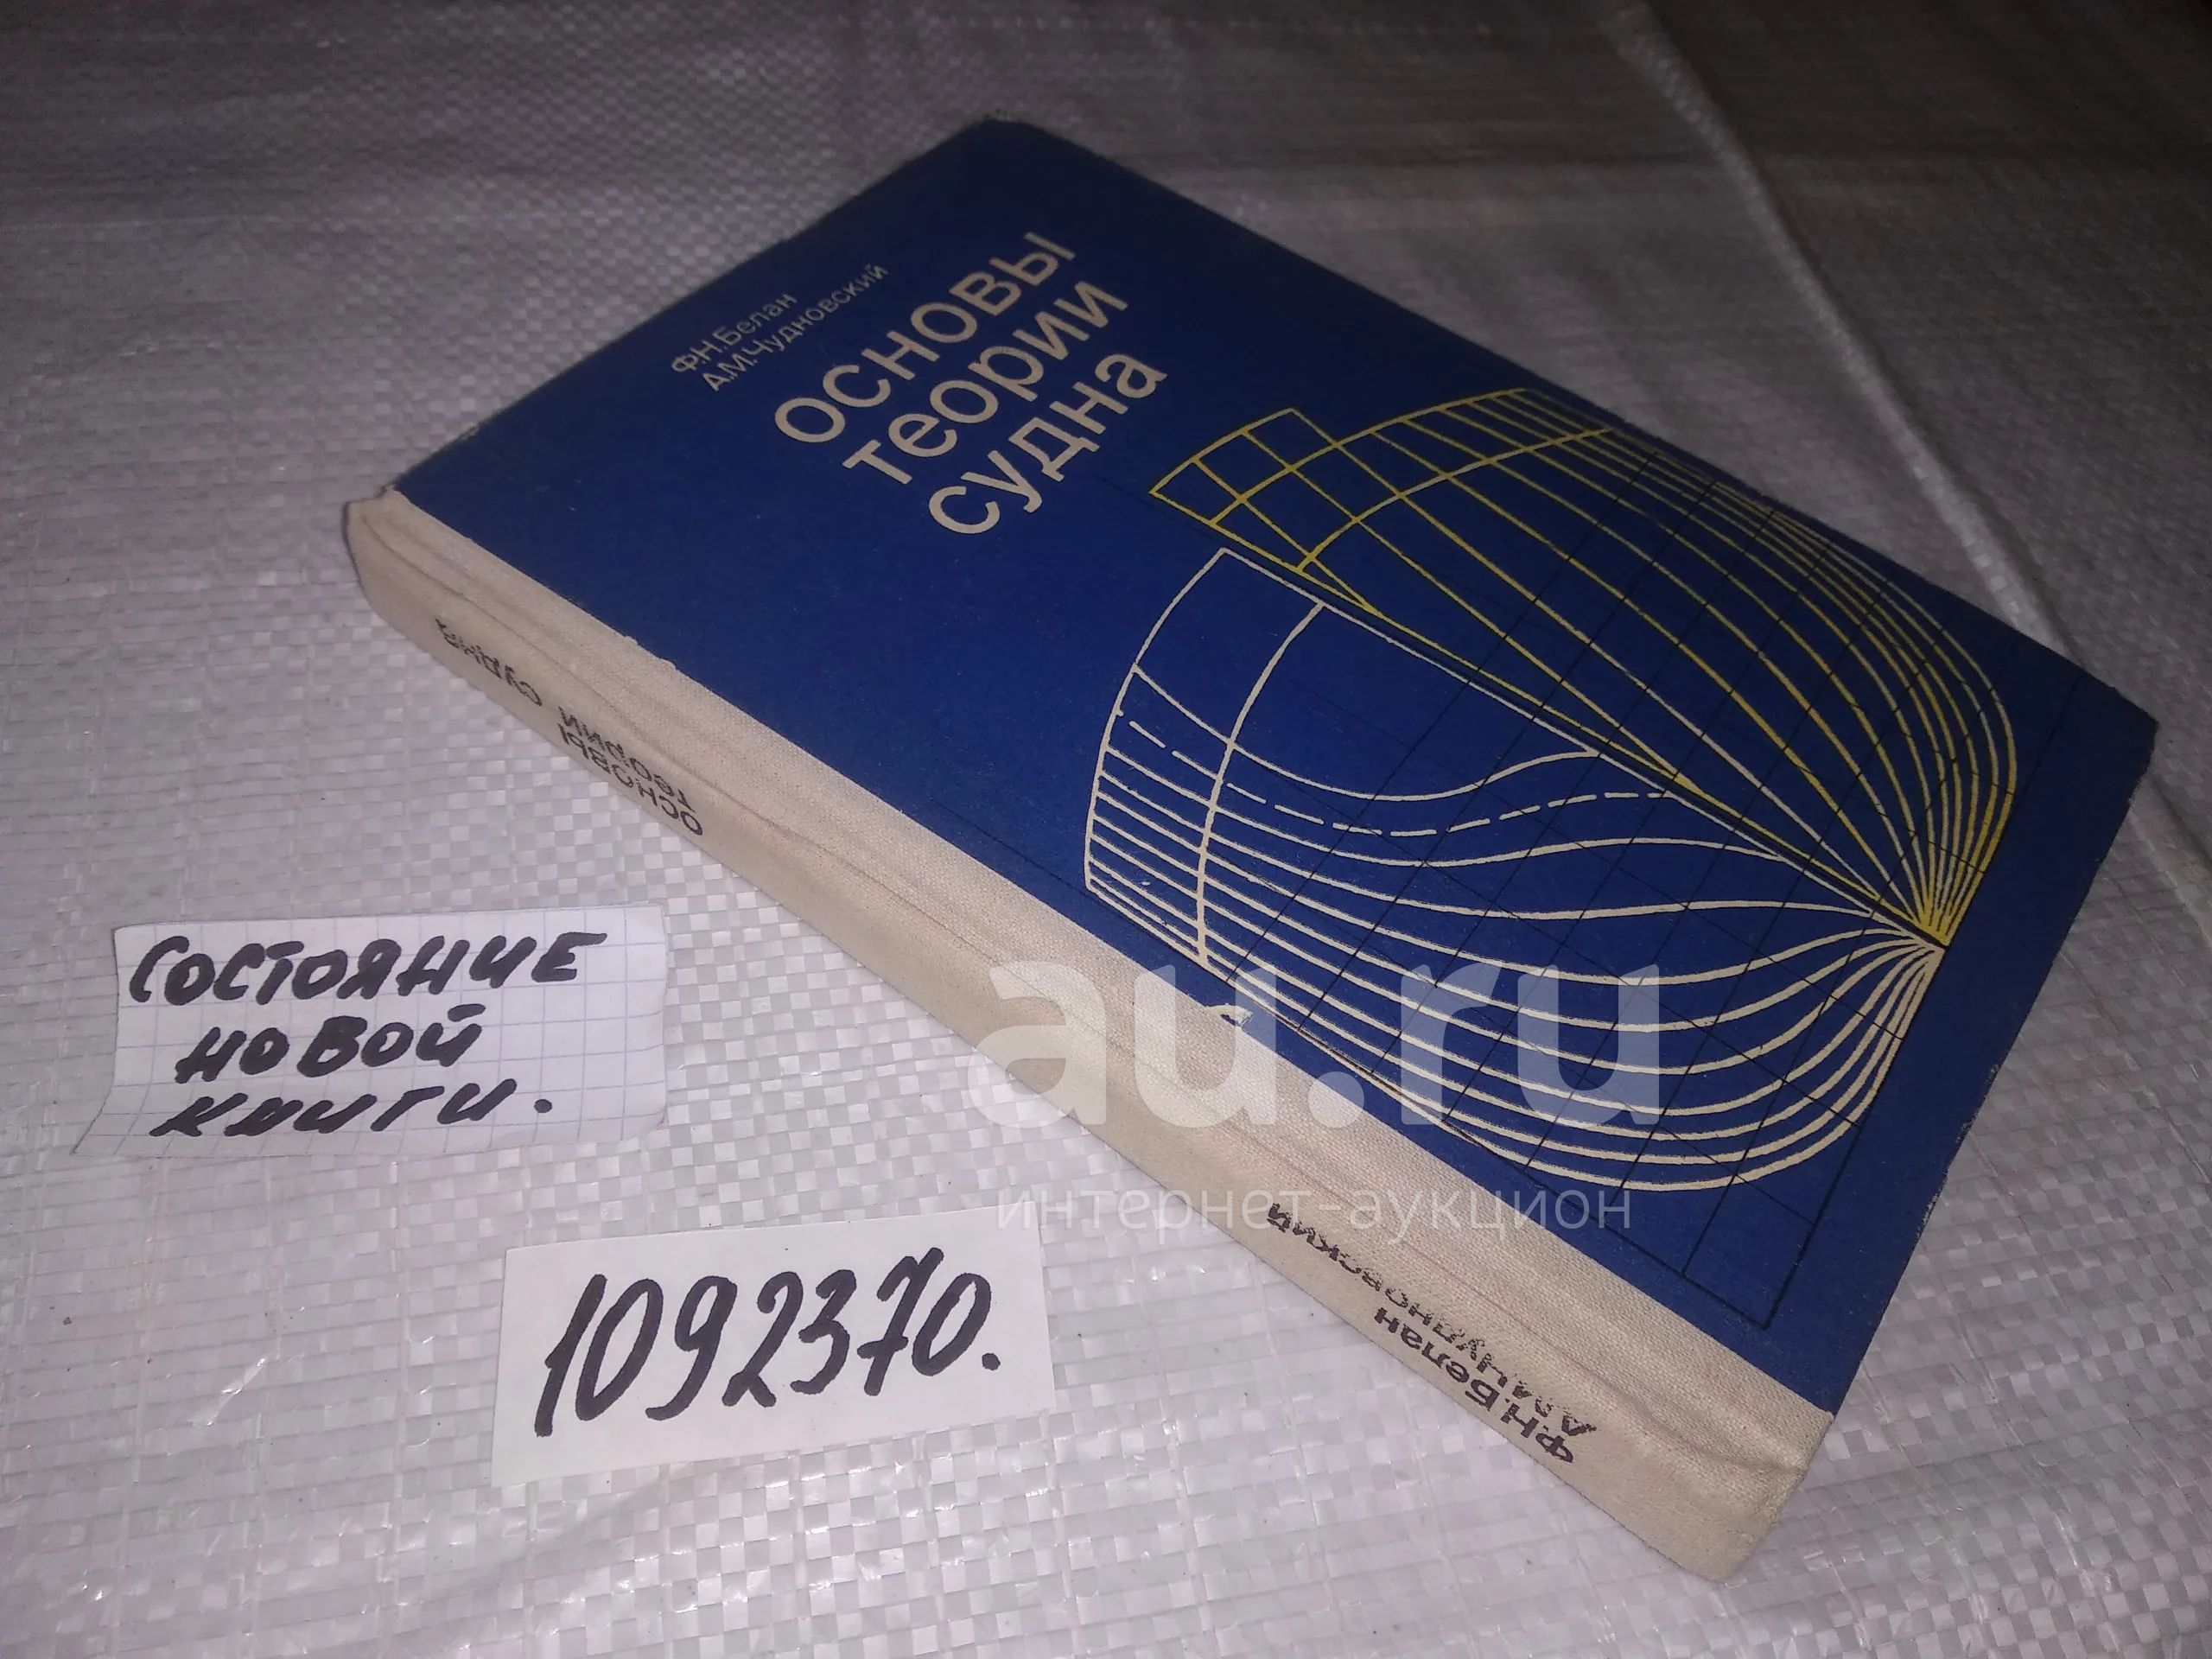 Ф.Н.Белан
А.М.Чудновский
основы
теории
судна
основы
теории судна
Ф.Н.Белан
А.М.Чудновский
состояние
новой
книги.
1092370.
au.ru
интернет-аукцион